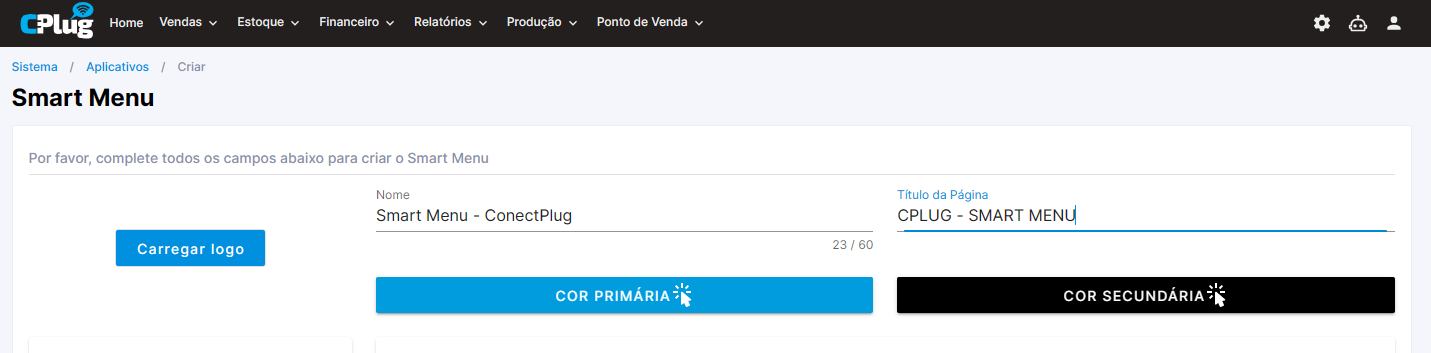 CPlug Home Vendas Estoque Financeiro Relatórios Produção Ponto de Venda
Sistema / Aplicativos / Criar
Smart Menu
Por favor, complete todos os campos abaixo para criar o Smart Menu
Nome
Título da Página
Smart Menu - ConectPlug
CPLUG - SMART MENU
Carregar logo
23 / 60
COR PRIMÁRIA
COR SECUNDÁRIA